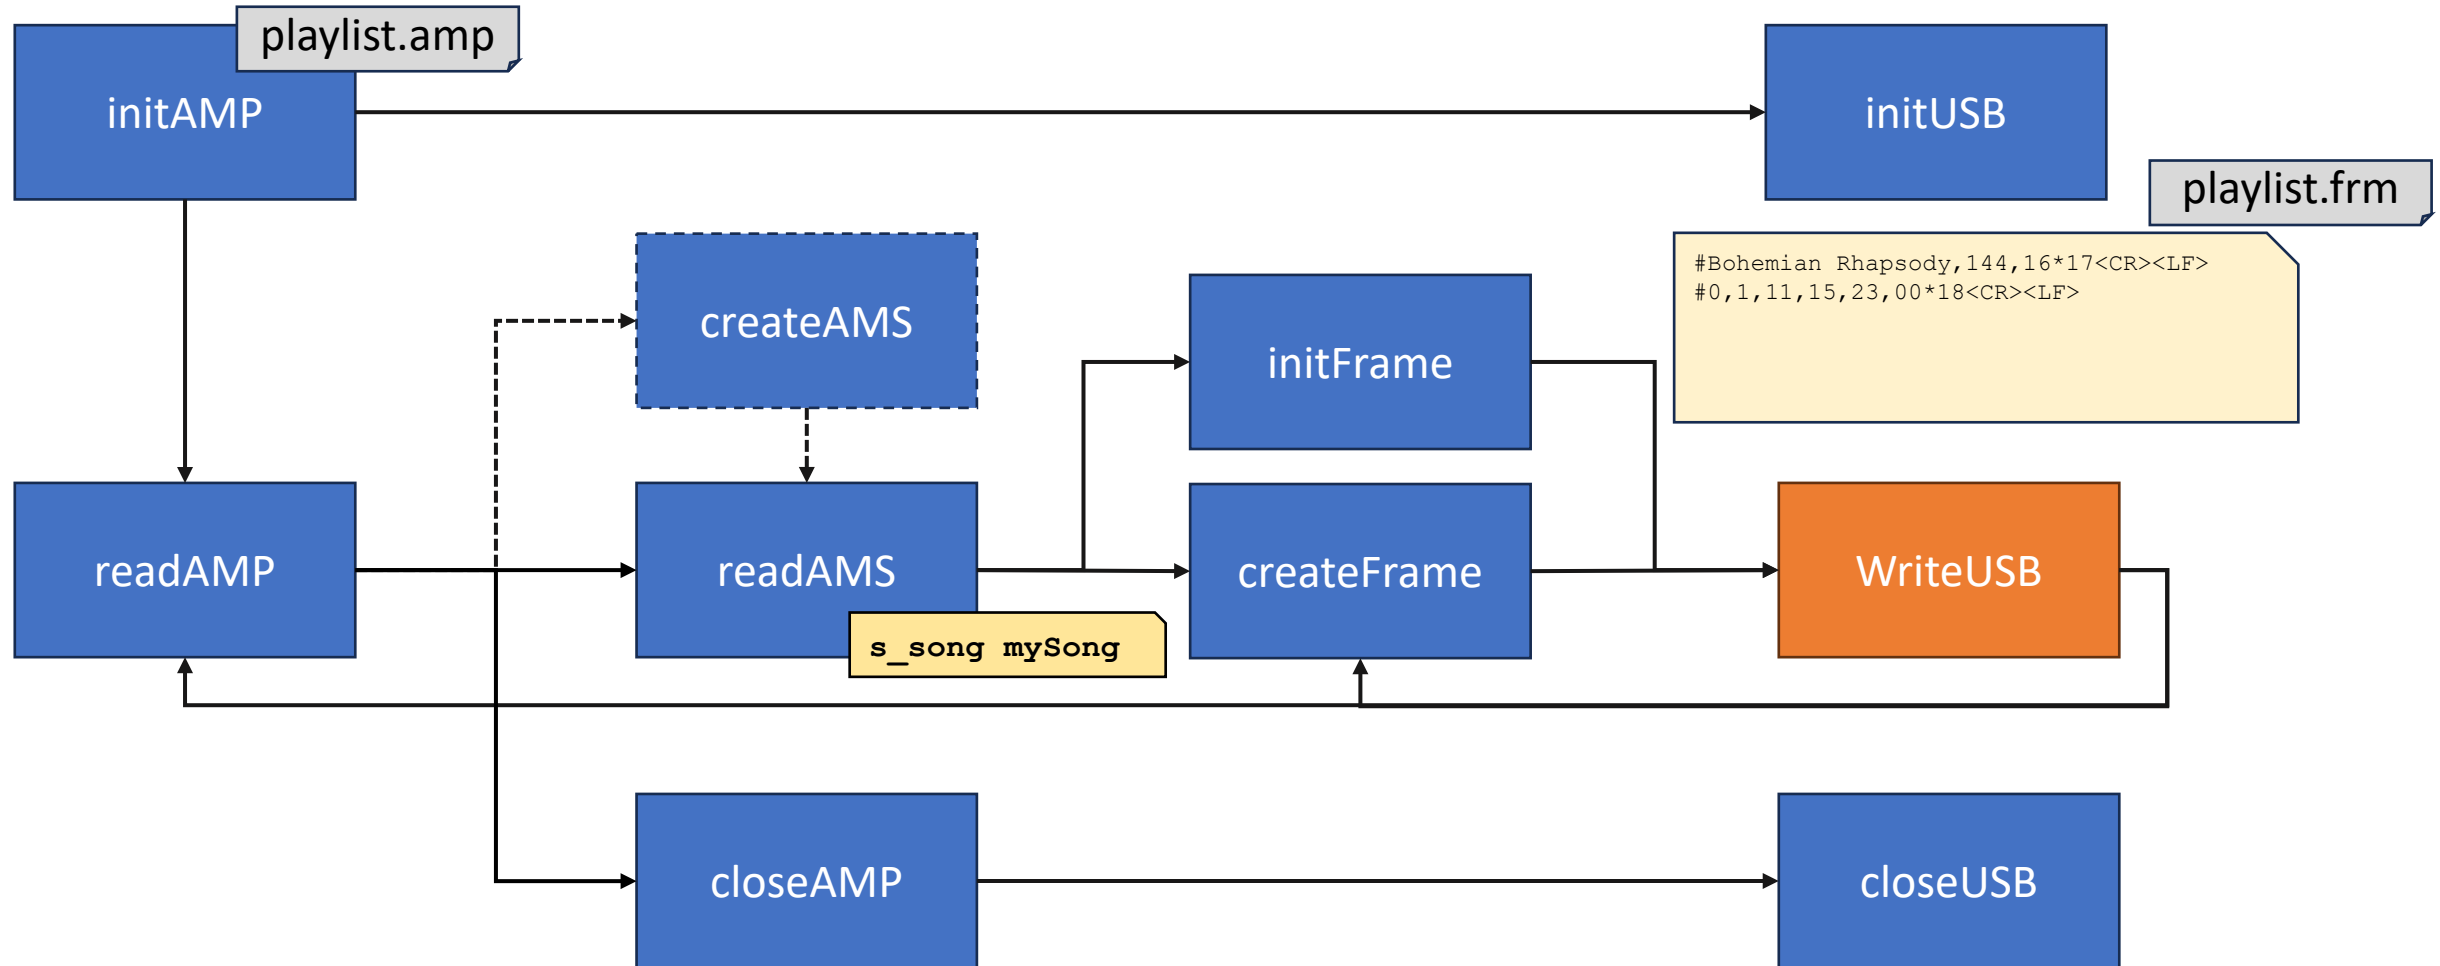 playlist.amp
initAMP
initUSB
playlist.frm
#Bohemian Rhapsody,144,16*17<CR><LF>
#0,1,11,15,23,00*18<CR><LF>
createAMS
initFrame
readAMP
readAMS
createFrame
WriteUSB
s_song mySong
closeAMP
closeUSB